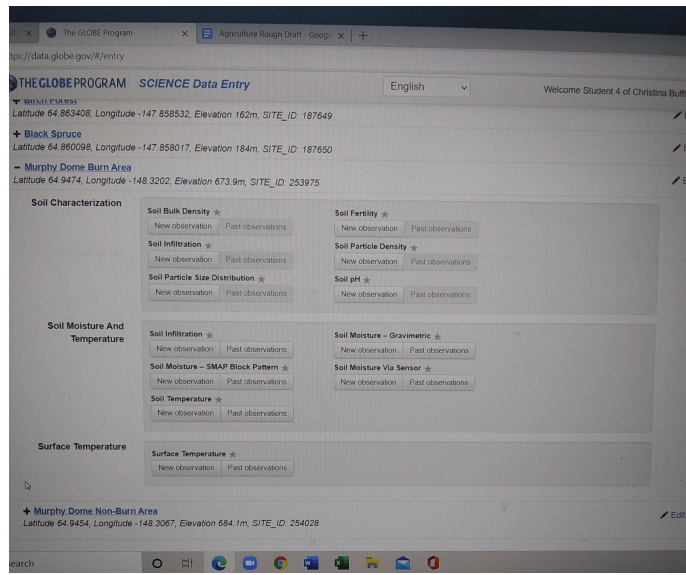 The GLOBE Program
Agriculture Rough Draft - Googl
tps://data.globe.gov/#/entry
THE GLOBE PROGRAM SCIENCE Data Entry
English
Welcome Student 4 of Christina Buffi
+ Birch Forest
Latitude 64.863408, Longitude -147.858532, Elevation 162m, SITE_ID: 187649
+ Black Spruce
Latitude 64.860098, Longitude -147.858017, Elevation 184m, SITE_ID: 187650
- Murphy Dome Burn Area
Latitude 64.9474, Longitude -148.3202, Elevation 673.9m, SITE_ID: 253975
Soil Characterization
Soil Bulk Density
New observation Past observations
Soil Fertility
New observation Past observations
Soil Infiltration
New observation Past observations
Soil Particle Density
New observation Past observations
Soil Particle Size Distribution
New observation Past observations
Soil pH
New observation Past observations
Soil Moisture And
Temperature
Soil Infiltration
New observation Past observations
Soil Moisture – Gravimetric
New observation Past observations
Soil Moisture – SMAP Block Pattern
New observation Past observations
Soil Moisture Via Sensor
New observation Past observations
Soil Temperature
New observation Past observations
Surface Temperature
Surface Temperature
New observation Past observations
+ Murphy Dome Non-Burn Area
Latitude 64.9454, Longitude -148.3067, Elevation 684.1m, SITE_ID: 254028
Edit
earch